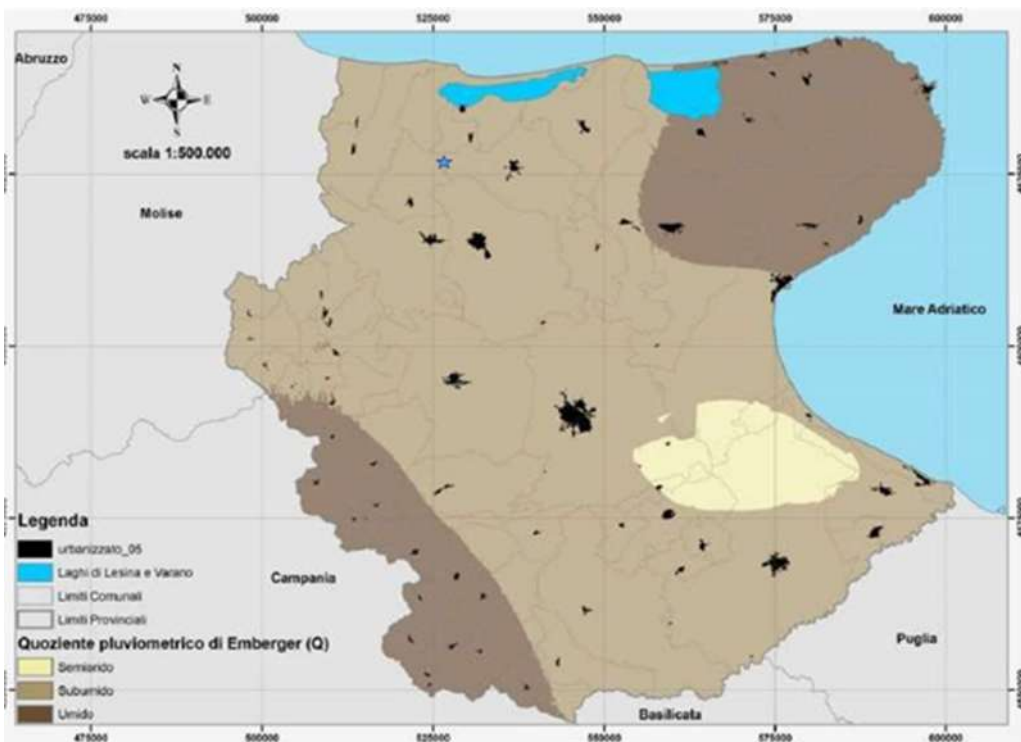 475000 500000 525000 550000 575000 600000
Abruzzo
N
W E
S
scala 1:500.000
Molise
Mare Adriatico
Legenda
urbanizzato_05
Laghi di Lesina e Varano
Limiti Comunali
Limiti Provinciali
Quoziente pluviometrico di Emberger (Q)
Semiarido
Subumido
Umido
Campania
Puglia
Basilicata
475000 500000 525000 550000 575000 600000